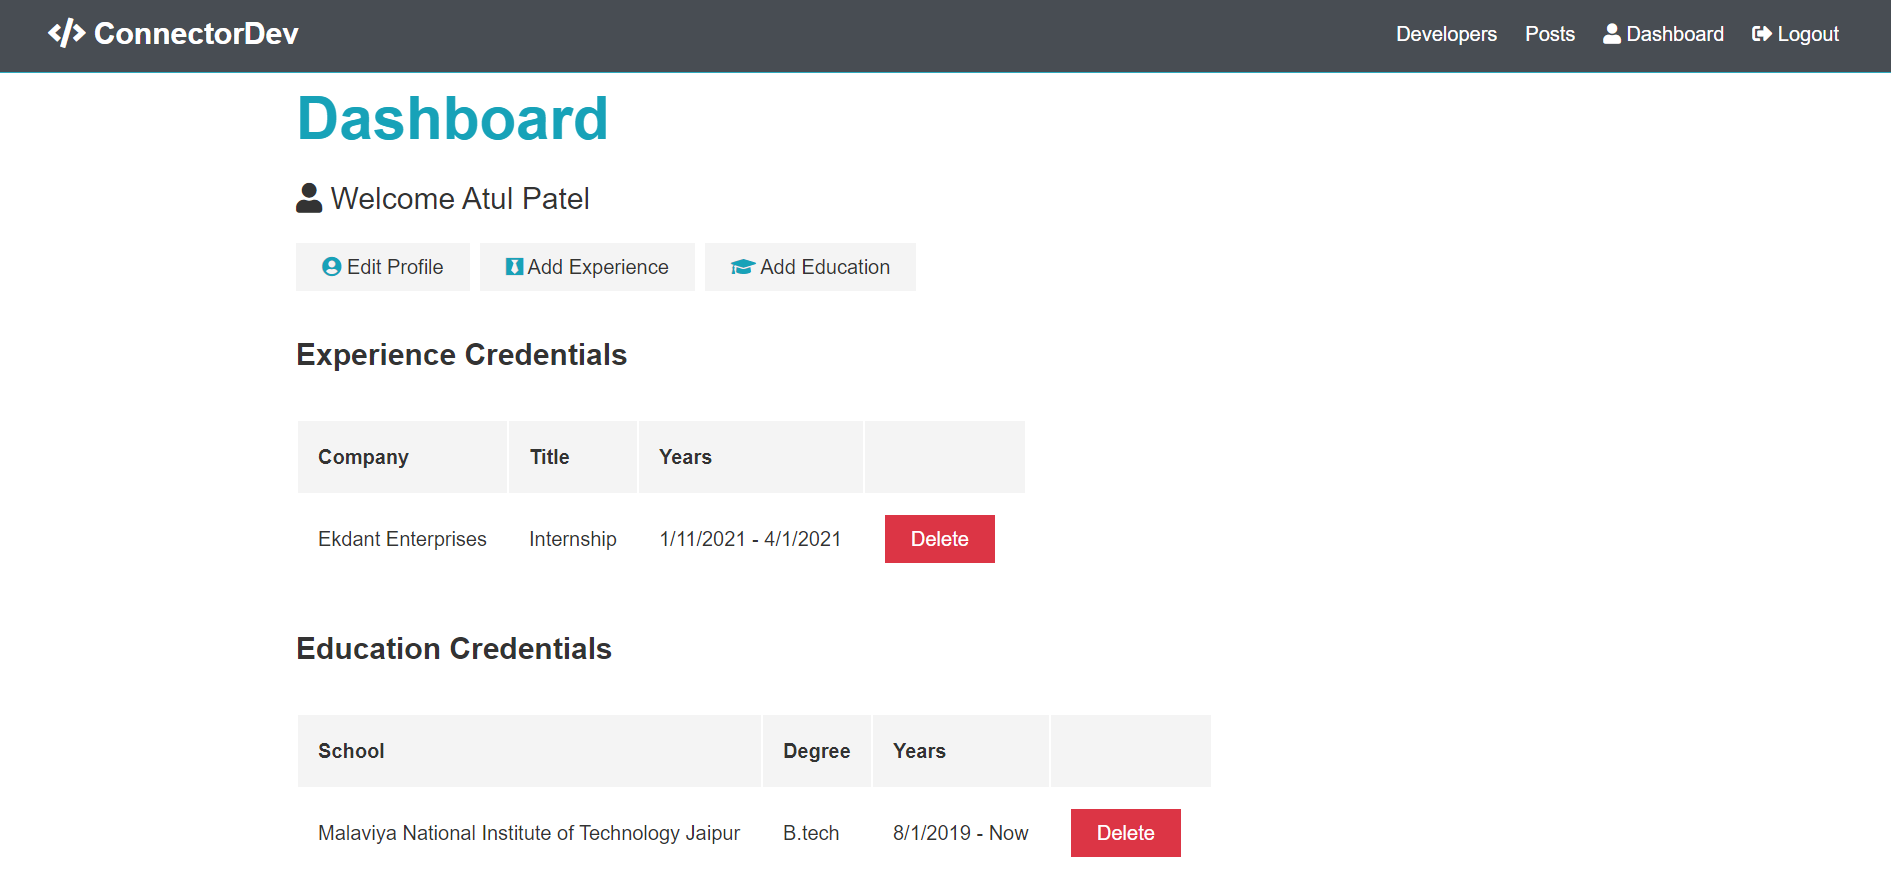 ConnectorDev Developers Posts Dashboard Logout
Dashboard
Welcome Atul Patel
Edit Profile Add Experience Add Education
Experience Credentials
Company Title Years
Ekdant Enterprises Internship 1/11/2021 - 4/1/2021 Delete
Education Credentials
School Degree Years
Malaviya National Institute of Technology Jaipur B.tech 8/1/2019 - Now Delete